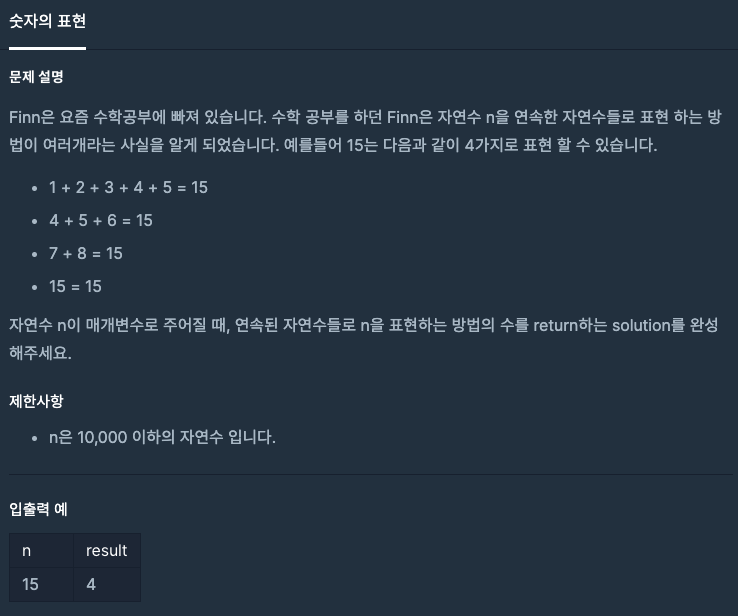 숫자의 표현
문제 설명
Finn은 요즘 수학공부에 빠져 있습니다. 수학 공부를 하던 Finn은 자연수 n을 연속한 자연수들로 표현 하는 방
법이 여러개라는 사실을 알게 되었습니다. 예를들어 15는 다음과 같이 4가지로 표현 할 수 있습니다.
• 1 + 2 + 3 + 4 + 5 = 15
• 4 + 5 + 6 = 15
• 7 + 8 = 15
• 15 = 15
자연수 n이 매개변수로 주어질 때, 연속된 자연수들로 n을 표현하는 방법의 수를 return하는 solution를 완성
해주세요.
제한사항
• n은 10,000 이하의 자연수 입니다.
입출력 예
n result
15 4